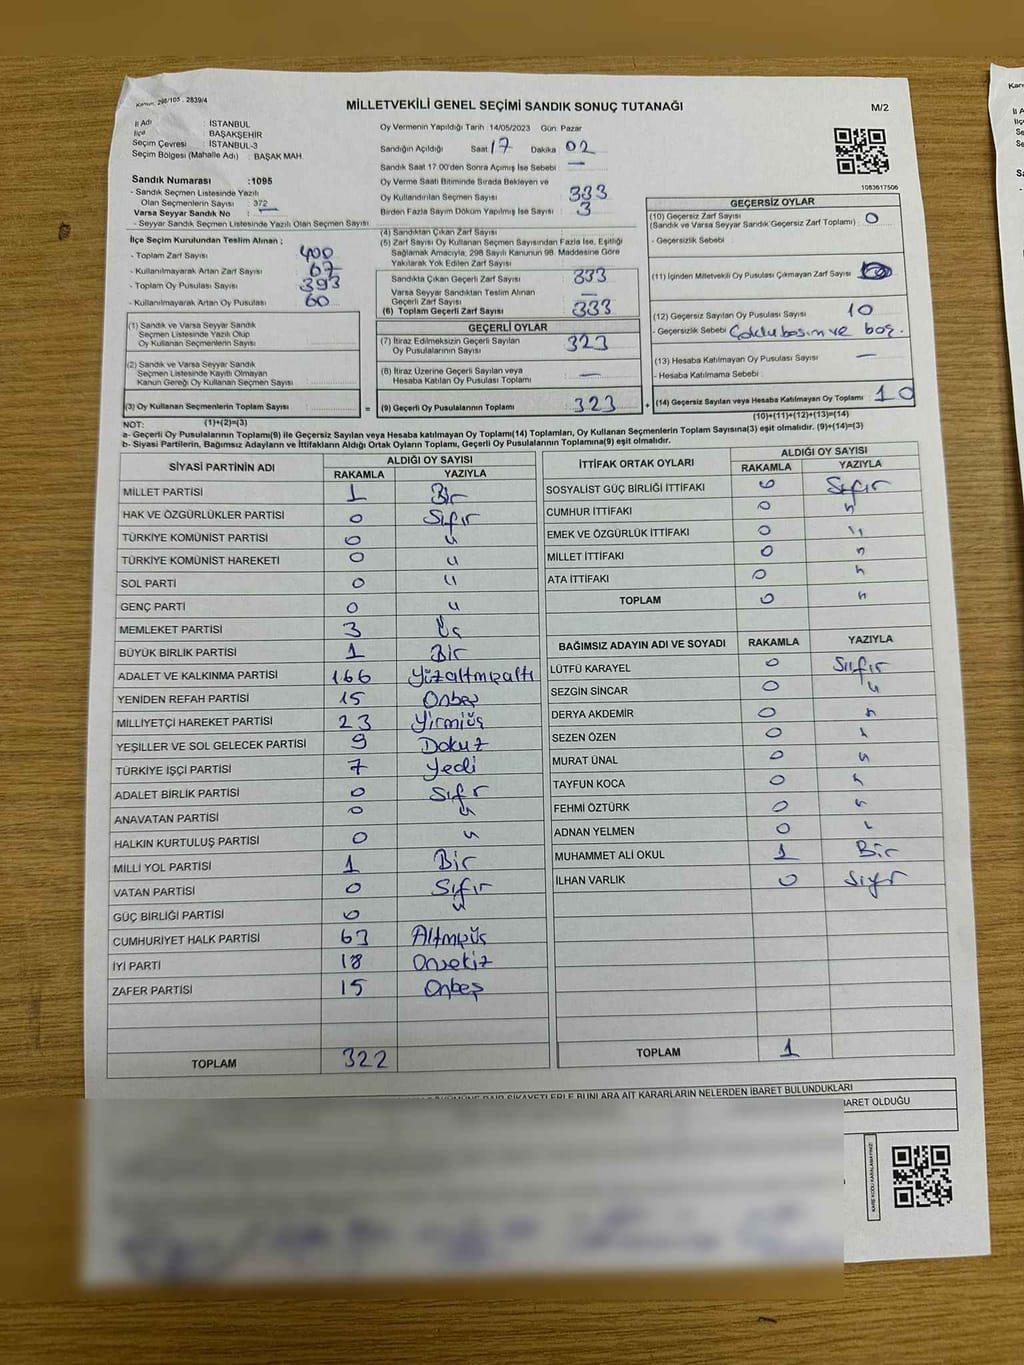 Kanun: 298/105 . 2839/4
MİLLETVEKİLİ GENEL SEÇİMİ SANDIK SONUÇ TUTANAĞI
M/2
İl Adı : İSTANBUL
İlçe : BAŞAKŞEHİR
Seçim Çevresi : İSTANBUL-3
Seçim Bölgesi (Mahalle Adı) : BAŞAK MAH.
Sandık Numarası :1095
- Sandık Seçmen Listesinde Yazılı
Olan Seçmenlerin Sayısı : 372
Varsa Seyyar Sandık No : —
- Seyyar Sandık Seçmen Listesinde Yazılı Olan Seçmen Sayısı
İlçe Seçim Kurulundan Teslim Alınan ;
- Toplam Zarf Sayısı 400
- Kullanılmayarak Artan Zarf Sayısı 67
- Toplam Oy Pusulası Sayısı 393
- Kullanılmayarak Artan Oy Pusulası 60
Oy Vermenin Yapıldığı Tarih :14/05/2023 Gün: Pazar
Sandığın Açıldığı Saat 17 Dakika 02
Sandık Saat 17.00'den Sonra Açmış İse Sebebi : —
Oy Verme Saati Bitiminde Sırada Bekleyen ve
Oy Kullandırılan Seçmen Sayısı : 333
Birden Fazla Sayım Döküm Yapılmış İse Sayısı : 3
(4) Sandıktan Çıkan Zarf Sayısı :
(5) Zarf Sayısı Oy Kullanan Seçmen Sayısından Fazla İse, Eşitliği
Sağlamak Amacıyla, 298 Sayılı Kanunun 98. Maddesine Göre
Yakılarak Yok Edilen Zarf Sayısı
Sandıkta Çıkan Geçerli Zarf Sayısı : 333
Varsa Seyyar Sandıktan Teslim Alınan
Geçerli Zarf Sayısı : —
(6) Toplam Geçerli Zarf Sayısı : 333
GEÇERLİ OYLAR
(7) İtiraz Edilmeksizin Geçerli Sayılan
Oy Pusulalarının Sayısı : 323
(8) İtiraz Üzerine Geçerli Sayılan veya
Hesaba Katılan Oy Pusulası Toplamı : —
(9) Geçerli Oy Pusulalarının Toplamı : 323
1083617506
GEÇERSİZ OYLAR
(10) Geçersiz Zarf Sayısı
(Sandık ve Varsa Seyyar Sandık Geçersiz Zarf Toplamı) : 0
- Geçersizlik Sebebi :
(11) İçinden Milletvekili Oy Pusulası Çıkmayan Zarf Sayısı
(12) Geçersiz Sayılan Oy Pusulası Sayısı : 10
- Geçersizlik Sebebi Çoklu basım ve boş.
(13) Hesaba Katılmayan Oy Pusulası Sayısı : —
- Hesaba Katılmama Sebebi :
(14) Geçersiz Sayılan veya Hesaba Katılmayan Oy Toplamı : 10
(1) Sandık ve Varsa Seyyar Sandık
Seçmen Listesinde Yazılı Olup
Oy Kullanan Seçmenlerin Sayısı :
(2) Sandık ve Varsa Seyyar Sandık
Seçmen Listesinde Kayıtlı Olmayan
Kanun Gereği Oy Kullanan Seçmen Sayısı :
(3) Oy Kullanan Seçmenlerin Toplam Sayısı :
=
+
NOT: (1)+(2)=(3)
(10)+(11)+(12)+(13)=(14)
a- Geçerli Oy Pusulalarının Toplamı(9) ile Geçersiz Sayılan veya Hesaba katılmayan Oy Toplamı(14) Toplamları, Oy Kullanan Seçmenlerin Toplam Sayısına(3) eşit olmalıdır. (9)+(14)=(3)
b- Siyasi Partilerin, Bağımsız Adayların ve İttifakların Aldığı Ortak Oyların Toplamı, Geçerli Oy Pusulalarının Toplamına(9) eşit olmalıdır.
SİYASİ PARTİNİN ADI ALDIĞI OY SAYISI
RAKAMLA YAZIYLA
MİLLET PARTİSİ 1 Bir
HAK VE ÖZGÜRLÜKLER PARTİSİ 0 Sıfır
TÜRKİYE KOMÜNİST PARTİSİ 0 "
TÜRKİYE KOMÜNİST HAREKETİ 0 "
SOL PARTİ 0 "
GENÇ PARTİ 0 "
MEMLEKET PARTİSİ 3 Üç
BÜYÜK BİRLİK PARTİSİ 1 Bir
ADALET VE KALKINMA PARTİSİ 166 Yüzaltmışaltı
YENİDEN REFAH PARTİSİ 15 Onbeş
MİLLİYETÇİ HAREKET PARTİSİ 23 Yirmiüç
YEŞİLLER VE SOL GELECEK PARTİSİ 9 Dokuz
TÜRKİYE İŞÇİ PARTİSİ 7 Yedi
ADALET BİRLİK PARTİSİ 0 Sıfır
ANAVATAN PARTİSİ 0 "
HALKIN KURTULUŞ PARTİSİ 0 "
MİLLİ YOL PARTİSİ 1 Bir
VATAN PARTİSİ 0 Sıfır
GÜÇ BİRLİĞİ PARTİSİ 0 "
CUMHURİYET HALK PARTİSİ 63 Altmışüç
İYİ PARTİ 18 Onsekiz
ZAFER PARTİSİ 15 Onbeş
TOPLAM 322
İTTİFAK ORTAK OYLARI ALDIĞI OY SAYISI
RAKAMLA YAZIYLA
SOSYALİST GÜÇ BİRLİĞİ İTTİFAKI 0 Sıfır
CUMHUR İTTİFAKI 0 "
EMEK VE ÖZGÜRLÜK İTTİFAKI 0 "
MİLLET İTTİFAKI 0 "
ATA İTTİFAKI 0 "
TOPLAM 0 "
BAĞIMSIZ ADAYIN ADI VE SOYADI RAKAMLA YAZIYLA
LÜTFÜ KARAYEL 0 Sıfır
SEZGİN SİNCAR 0 "
DERYA AKDEMİR 0 "
SEZEN ÖZEN 0 "
MURAT ÜNAL 0 "
TAYFUN KOCA 0 "
FEHMİ ÖZTÜRK 0 "
ADNAN YELMEN 0 "
MUHAMMET ALİ OKUL 1 Bir
İLHAN VARLIK 0 Sıfır
TOPLAM 1
DAİR ŞİKAYETLERLE BUNLARA AİT KARARLARIN NELERDEN İBARET BULUNDUKLARI
İBARET OLDUĞU
KARE KODU KARALAMAYINIZ